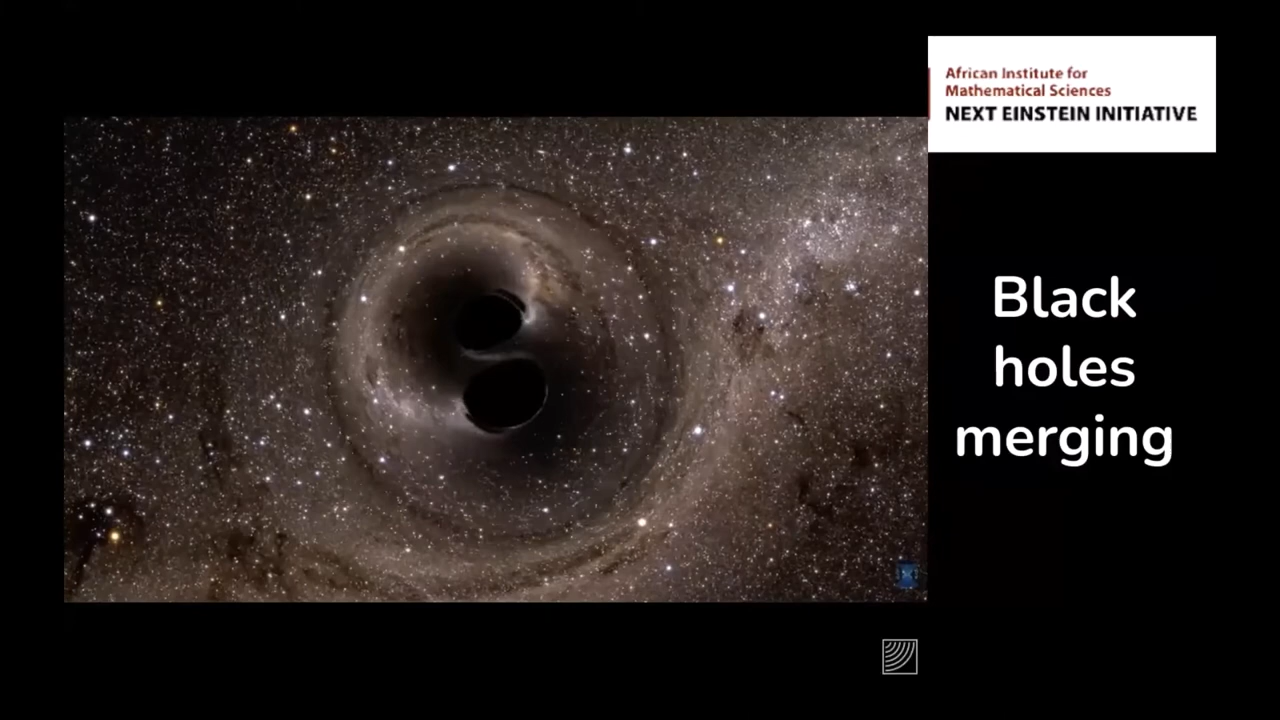 African Institute for
Mathematical Sciences
NEXT EINSTEIN INITIATIVE
Black
holes
merging